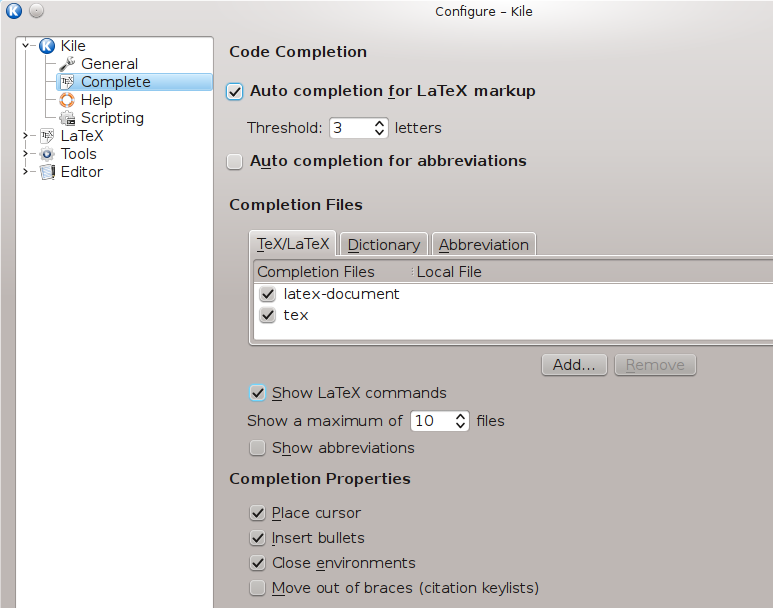 Configure – Kile
Kile
General
Complete
Help
Scripting
LaTeX
Tools
Editor
Code Completion
Auto completion for LaTeX markup
Threshold: 3 letters
Auto completion for abbreviations
Completion Files
TeX/LaTeX Dictionary Abbreviation
Completion Files Local File
latex-document
tex
Add... Remove
Show LaTeX commands
Show a maximum of 10 files
Show abbreviations
Completion Properties
Place cursor
Insert bullets
Close environments
Move out of braces (citation keylists)